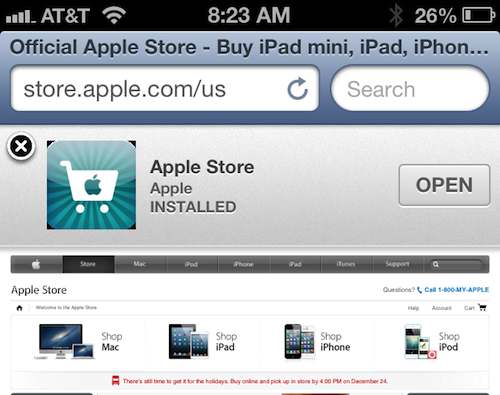 AT&T 8:23 AM 26%
Official Apple Store - Buy iPad mini, iPad, iPhon...
store.apple.com/us Search
Apple Store
Apple
INSTALLED
OPEN
Store Mac iPod iPhone iPad iTunes Support
Apple Store Questions? Call 1-800-MY-APPLE
Welcome to the Apple Store Help Account Cart
Shop Mac
Shop iPad
Shop iPhone
Shop iPod
There's still time to get it for the holidays. Buy online and pick up in store by 4:00 PM on December 24.